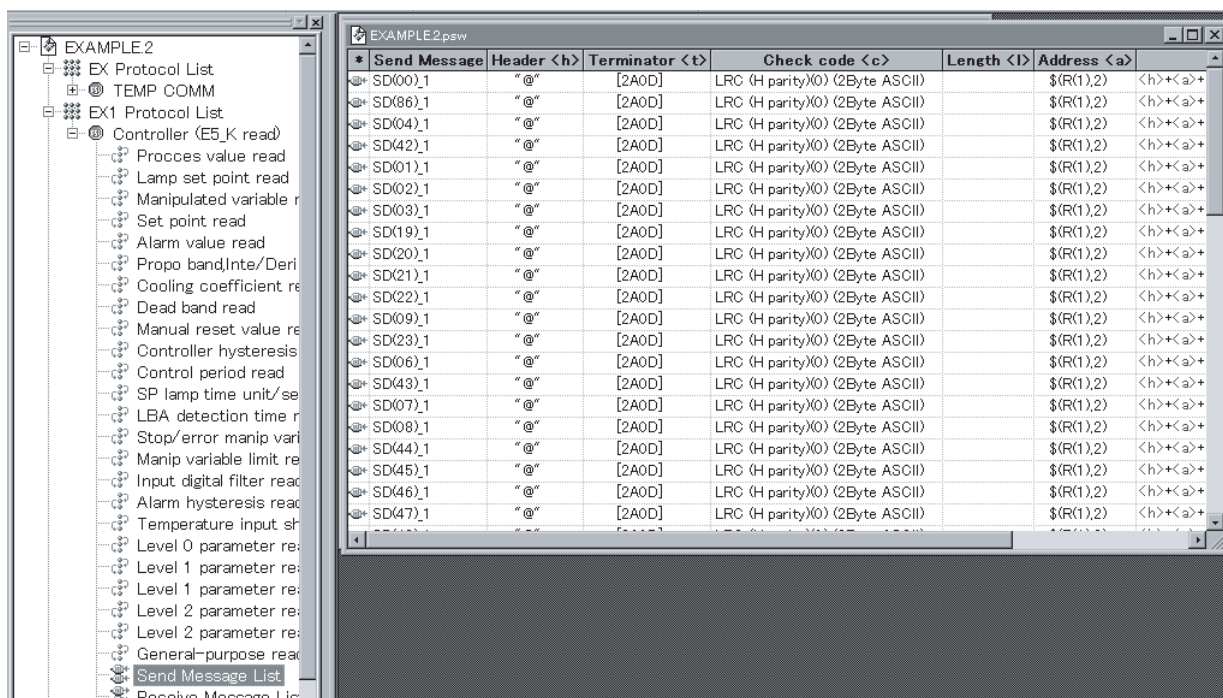 EXAMPLE.2
EX Protocol List
TEMP COMM
EX1 Protocol List
Controller (E5_K read)
Procces value read
Lamp set point read
Manipulated variable r
Set point read
Alarm value read
Propo band,Inte/Deri
Cooling coefficient re
Dead band read
Manual reset value re
Controller hysteresis
Control period read
SP lamp time unit/se
LBA detection time r
Stop/error manip vari
Manip variable limit re
Input digital filter read
Alarm hysteresis read
Temperature input sh
Level 0 parameter rea
Level 1 parameter rea
Level 1 parameter rea
Level 2 parameter rea
Level 2 parameter rea
General-purpose read
Send Message List
Receive Message Lis
EXAMPLE2.psw
* Send Message Header <h> Terminator <t> Check code <c> Length <l> Address <a>
SD(00)_1 "@" [2A0D] LRC (H parity)(0) (2Byte ASCII) $(R(1),2) <h>+<a>+
SD(86)_1 "@" [2A0D] LRC (H parity)(0) (2Byte ASCII) $(R(1),2) <h>+<a>+
SD(04)_1 "@" [2A0D] LRC (H parity)(0) (2Byte ASCII) $(R(1),2) <h>+<a>+
SD(42)_1 "@" [2A0D] LRC (H parity)(0) (2Byte ASCII) $(R(1),2) <h>+<a>+
SD(01)_1 "@" [2A0D] LRC (H parity)(0) (2Byte ASCII) $(R(1),2) <h>+<a>+
SD(02)_1 "@" [2A0D] LRC (H parity)(0) (2Byte ASCII) $(R(1),2) <h>+<a>+
SD(03)_1 "@" [2A0D] LRC (H parity)(0) (2Byte ASCII) $(R(1),2) <h>+<a>+
SD(19)_1 "@" [2A0D] LRC (H parity)(0) (2Byte ASCII) $(R(1),2) <h>+<a>+
SD(20)_1 "@" [2A0D] LRC (H parity)(0) (2Byte ASCII) $(R(1),2) <h>+<a>+
SD(21)_1 "@" [2A0D] LRC (H parity)(0) (2Byte ASCII) $(R(1),2) <h>+<a>+
SD(22)_1 "@" [2A0D] LRC (H parity)(0) (2Byte ASCII) $(R(1),2) <h>+<a>+
SD(09)_1 "@" [2A0D] LRC (H parity)(0) (2Byte ASCII) $(R(1),2) <h>+<a>+
SD(23)_1 "@" [2A0D] LRC (H parity)(0) (2Byte ASCII) $(R(1),2) <h>+<a>+
SD(06)_1 "@" [2A0D] LRC (H parity)(0) (2Byte ASCII) $(R(1),2) <h>+<a>+
SD(43)_1 "@" [2A0D] LRC (H parity)(0) (2Byte ASCII) $(R(1),2) <h>+<a>+
SD(07)_1 "@" [2A0D] LRC (H parity)(0) (2Byte ASCII) $(R(1),2) <h>+<a>+
SD(08)_1 "@" [2A0D] LRC (H parity)(0) (2Byte ASCII) $(R(1),2) <h>+<a>+
SD(44)_1 "@" [2A0D] LRC (H parity)(0) (2Byte ASCII) $(R(1),2) <h>+<a>+
SD(45)_1 "@" [2A0D] LRC (H parity)(0) (2Byte ASCII) $(R(1),2) <h>+<a>+
SD(46)_1 "@" [2A0D] LRC (H parity)(0) (2Byte ASCII) $(R(1),2) <h>+<a>+
SD(47)_1 "@" [2A0D] LRC (H parity)(0) (2Byte ASCII) $(R(1),2) <h>+<a>+